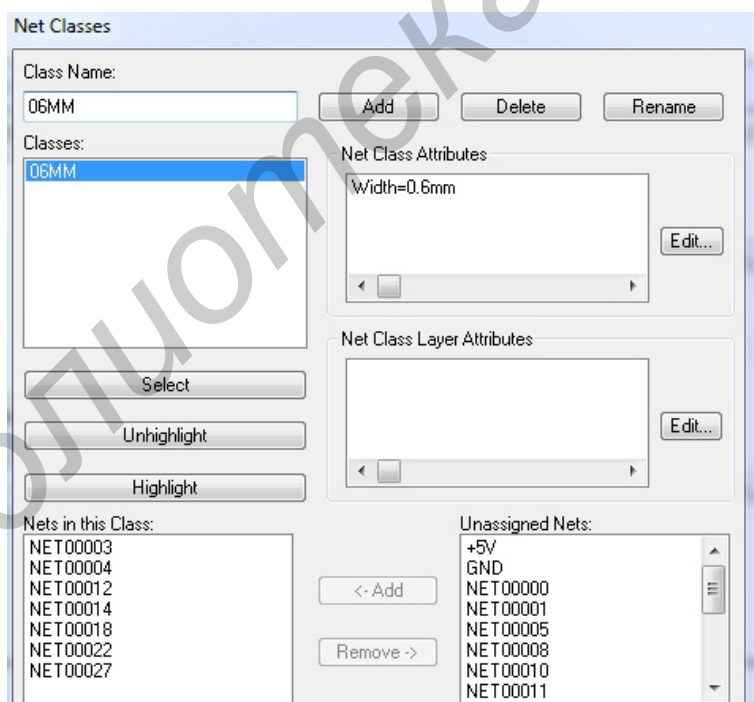 Net Classes
Class Name:
06MM
Add Delete Rename
Classes:
06MM
Net Class Attributes
Width=0.6mm
Edit...
Net Class Layer Attributes
Edit...
Select
Unhighlight
Highlight
Nets in this Class:
NET00003
NET00004
NET00012
NET00014
NET00018
NET00022
NET00027
<- Add
Remove ->
Unassigned Nets:
+5V
GND
NET00000
NET00001
NET00005
NET00008
NET00010
NET00011